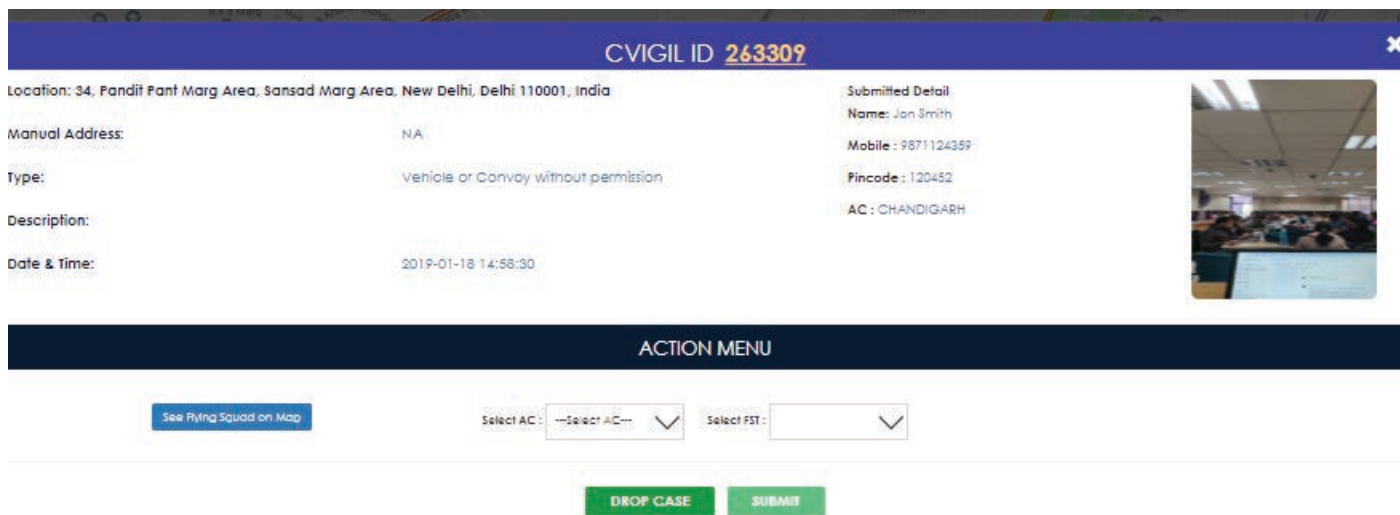 CVIGIL ID 263309
Location: 34, Pandit Pant Marg Area, Sansad Marg Area, New Delhi, Delhi 110001, India
Manual Address: NA
Type: Vehicle or Convoy without permission
Description:
Date & Time: 2019-01-18 14:58:30
Submitted Detail
Name: Jon Smith
Mobile : 9871124359
Pincode : 120452
AC : CHANDIGARH
ACTION MENU
See Flying Squad on Map
Select AC : ---Select AC---
Select FST :
DROP CASE
SUBMIT